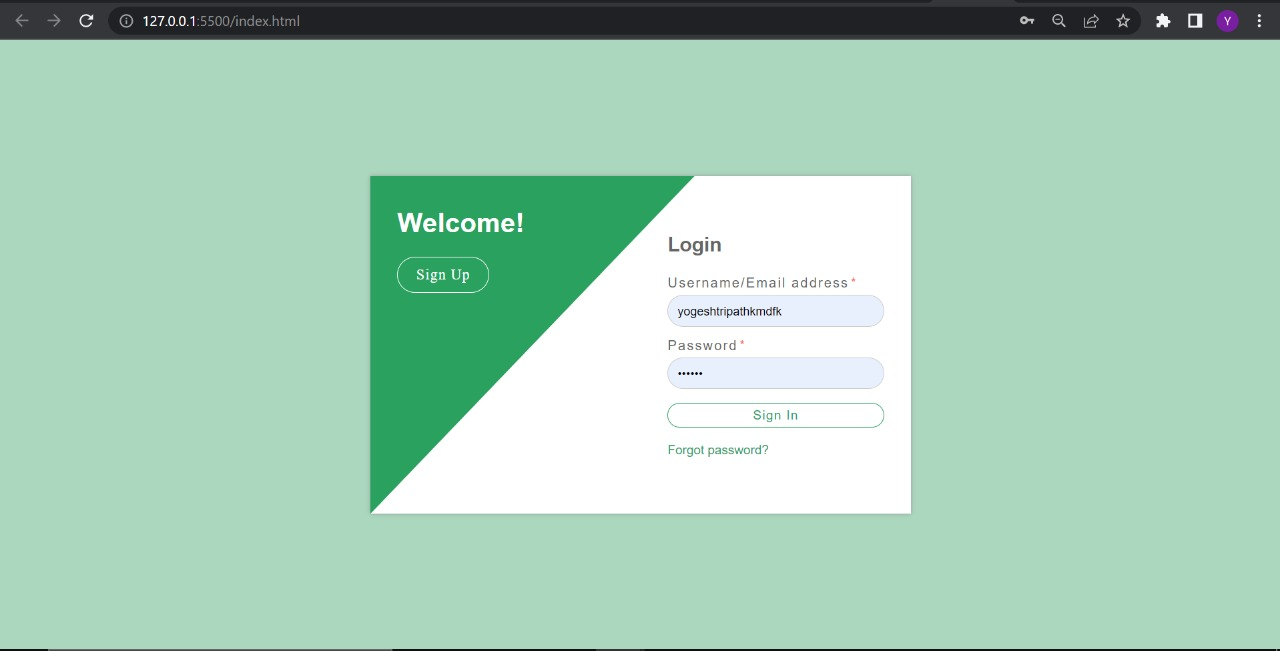 127.0.0.1:5500/index.html
Y
Welcome!
Sign Up
Login
Username/Email address*
yogeshtripathkmdfk
Password*
••••••
Sign In
Forgot password?